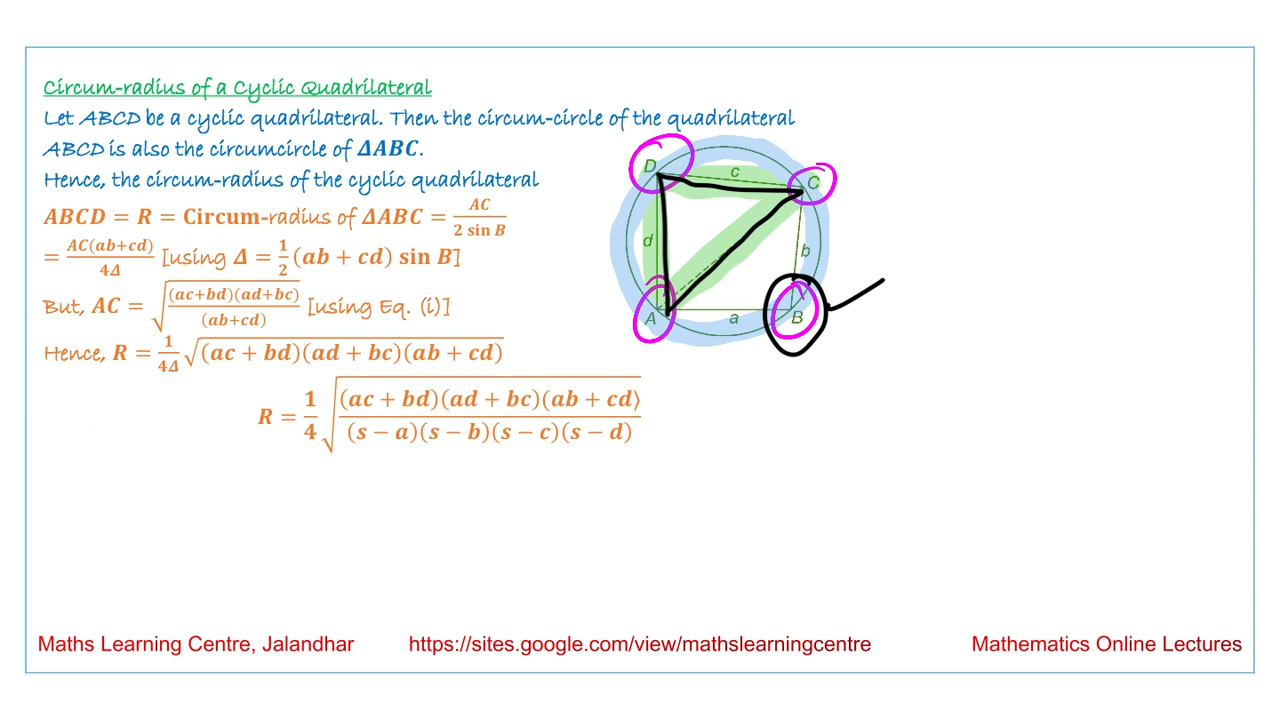 Circum-radius of a Cyclic Quadrilateral
Let ABCD be a cyclic quadrilateral. Then the circum-circle of the quadrilateral
ABCD is also the circumcircle of ΔABC.
Hence, the circum-radius of the cyclic quadrilateral
ABCD = R = Circum-radius of ΔABC = AC / 2 sin B
= AC(ab+cd) / 4Δ [using Δ = 1/2 (ab + cd) sin B]
But, AC = √((ac+bd)(ad+bc) / (ab+cd)) [using Eq. (i)]
Hence, R = 1/4Δ √(ac + bd)(ad + bc)(ab + cd)
R = 1/4 √((ac + bd)(ad + bc)(ab + cd⟩ / (s − a)(s − b)(s − c)(s − d))
D
c
C
d
b
A
a
B
Maths Learning Centre, Jalandhar https://sites.google.com/view/mathslearningcentre Mathematics Online Lectures